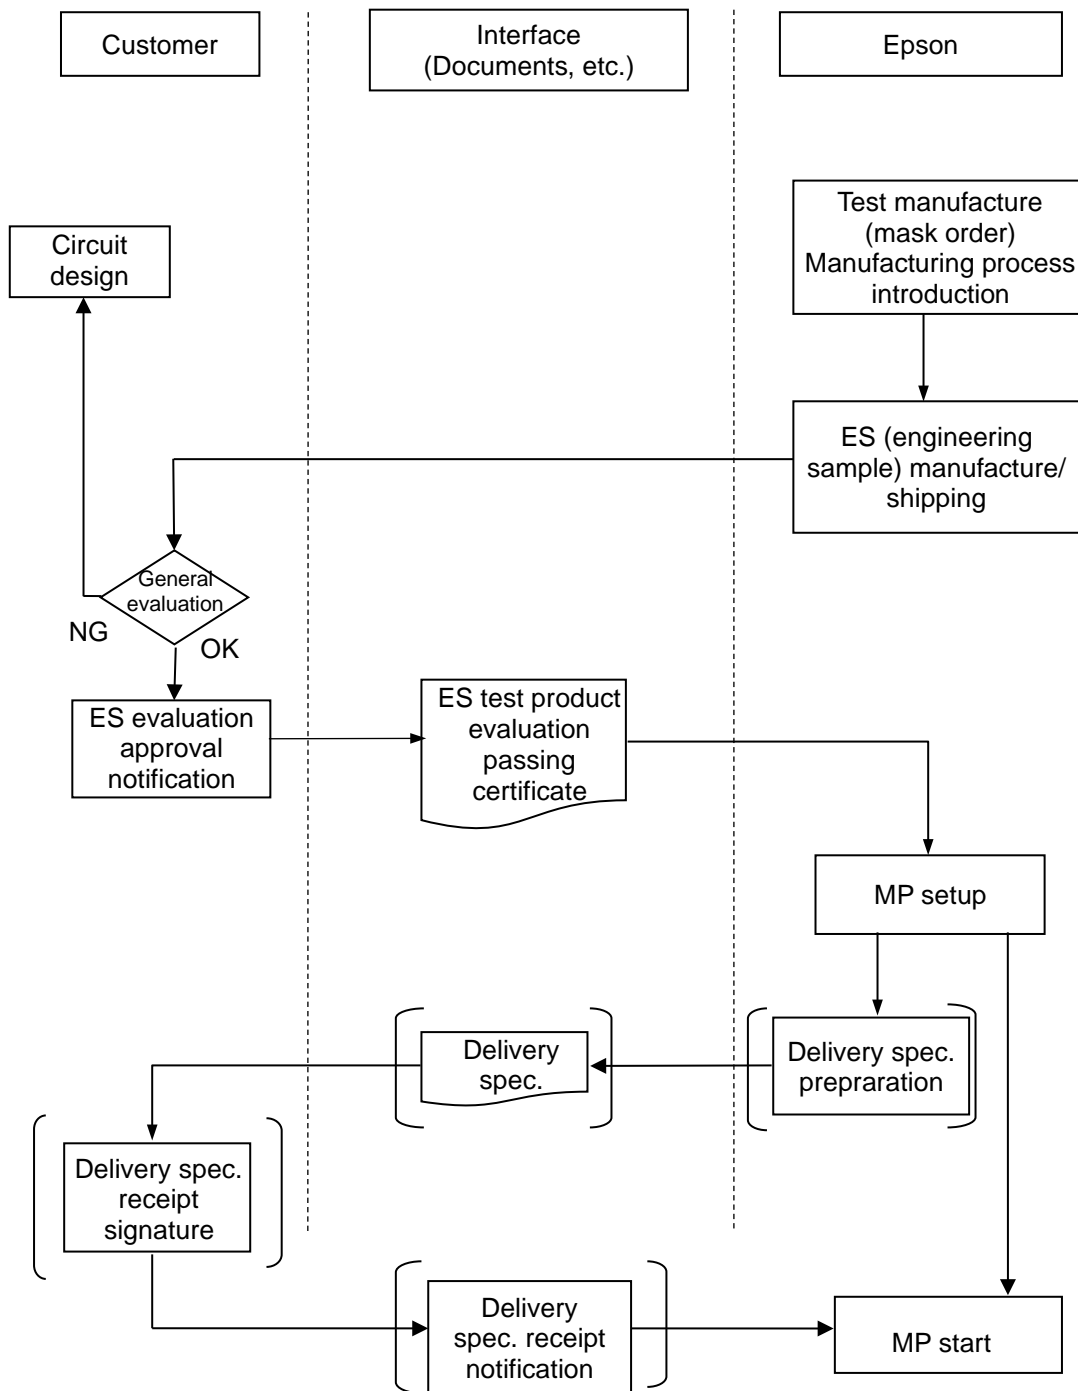 Customer
Interface
(Documents, etc.)
Epson
Test manufacture
(mask order)
Manufacturing process
introduction
Circuit
design
ES (engineering
sample) manufacture/
shipping
General
evaluation
NG
OK
ES evaluation
approval
notification
ES test product
evaluation
passing
certificate
MP setup
Delivery spec.
prepraration
Delivery
spec.
Delivery spec.
receipt
signature
Delivery
spec. receipt
notification
MP start